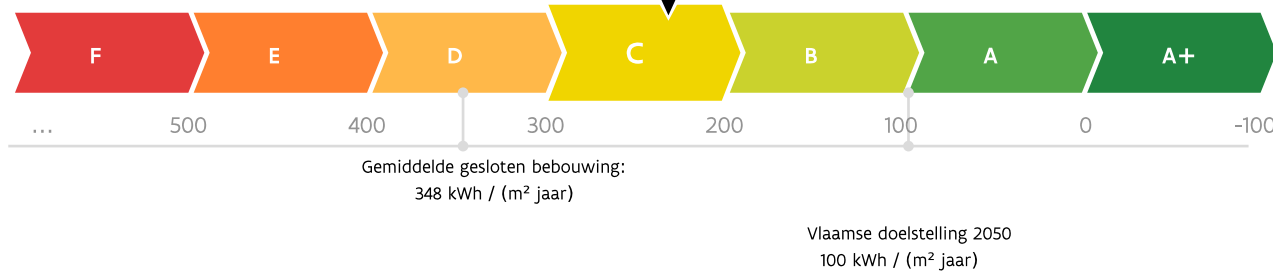 F E D C B A A+
... 500 400 300 200 100 0 -100
Gemiddelde gesloten bebouwing:
348 kWh / (m² jaar)
Vlaamse doelstelling 2050
100 kWh / (m² jaar)